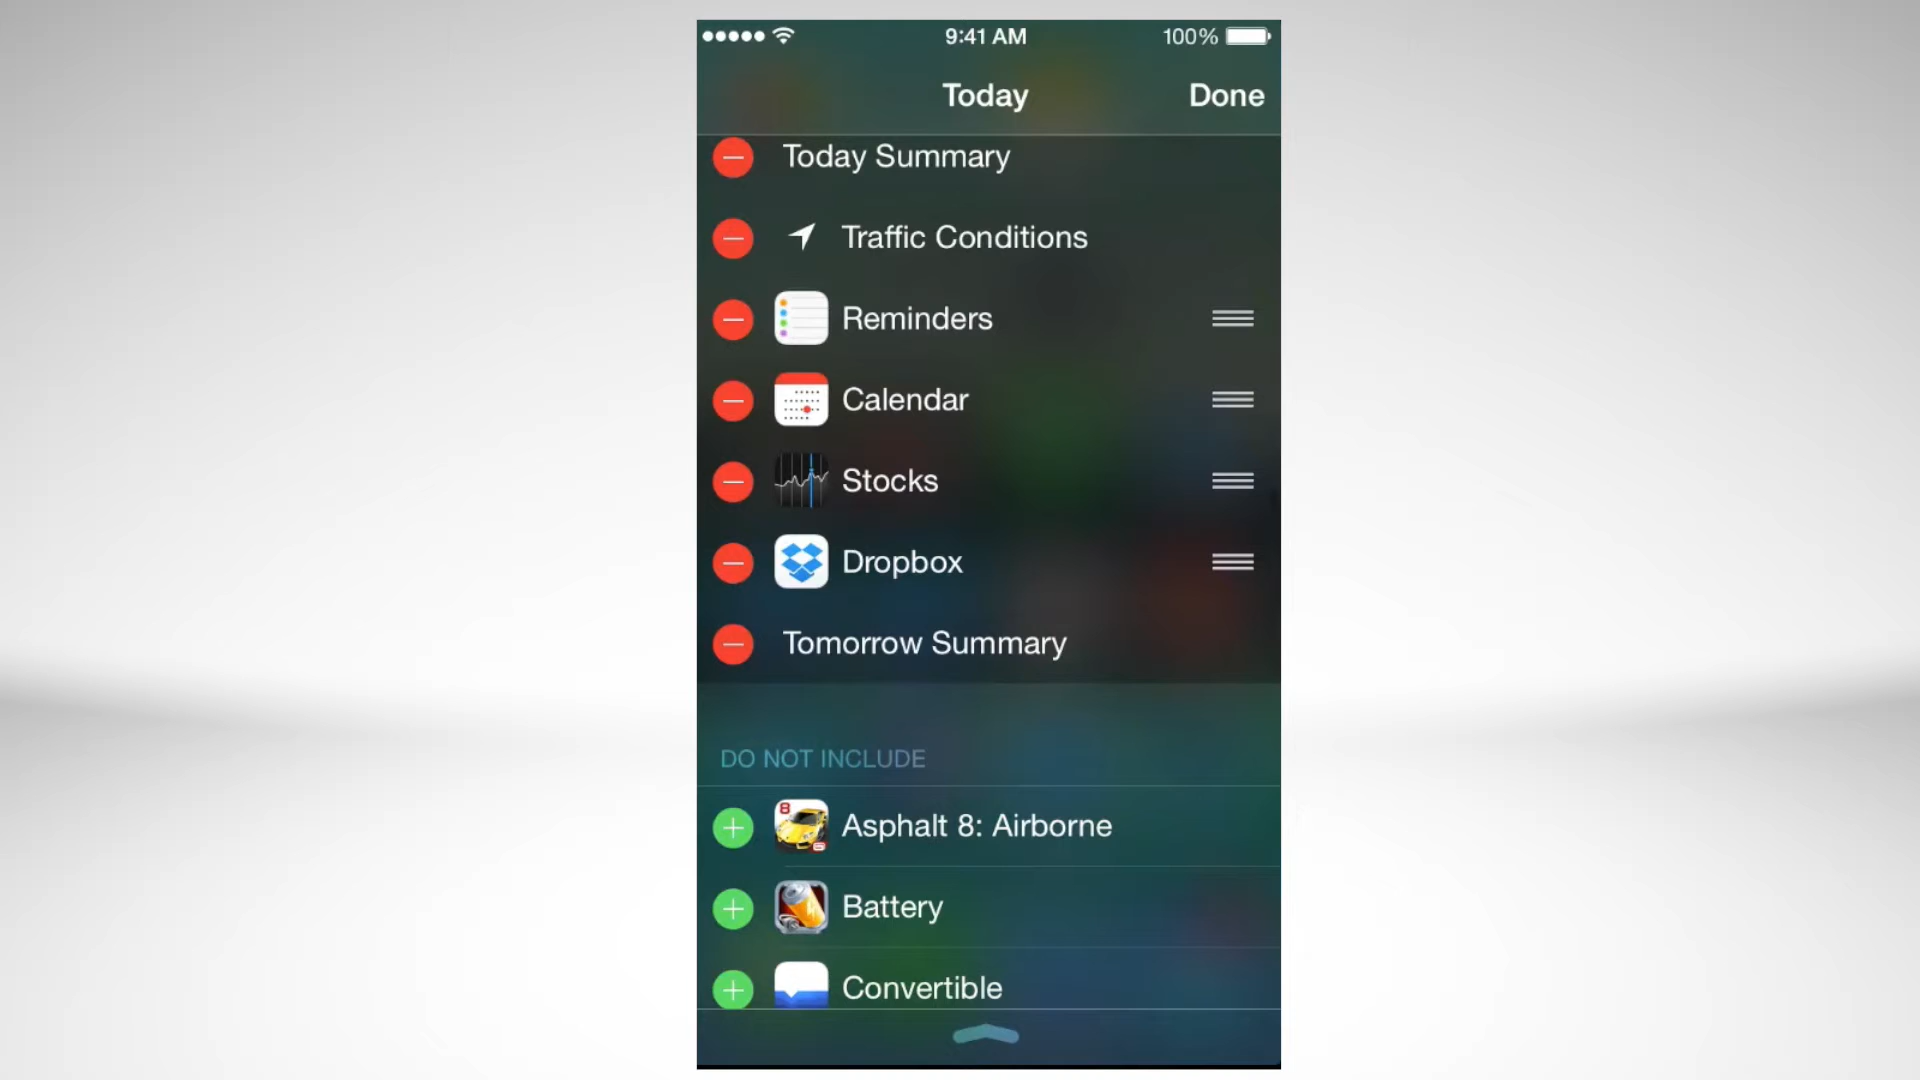 9:41 AM
100%
Today
Done
Today Summary
Traffic Conditions
Reminders
Calendar
Stocks
Dropbox
Tomorrow Summary
DO NOT INCLUDE
8
Asphalt 8: Airborne
Battery
Convertible